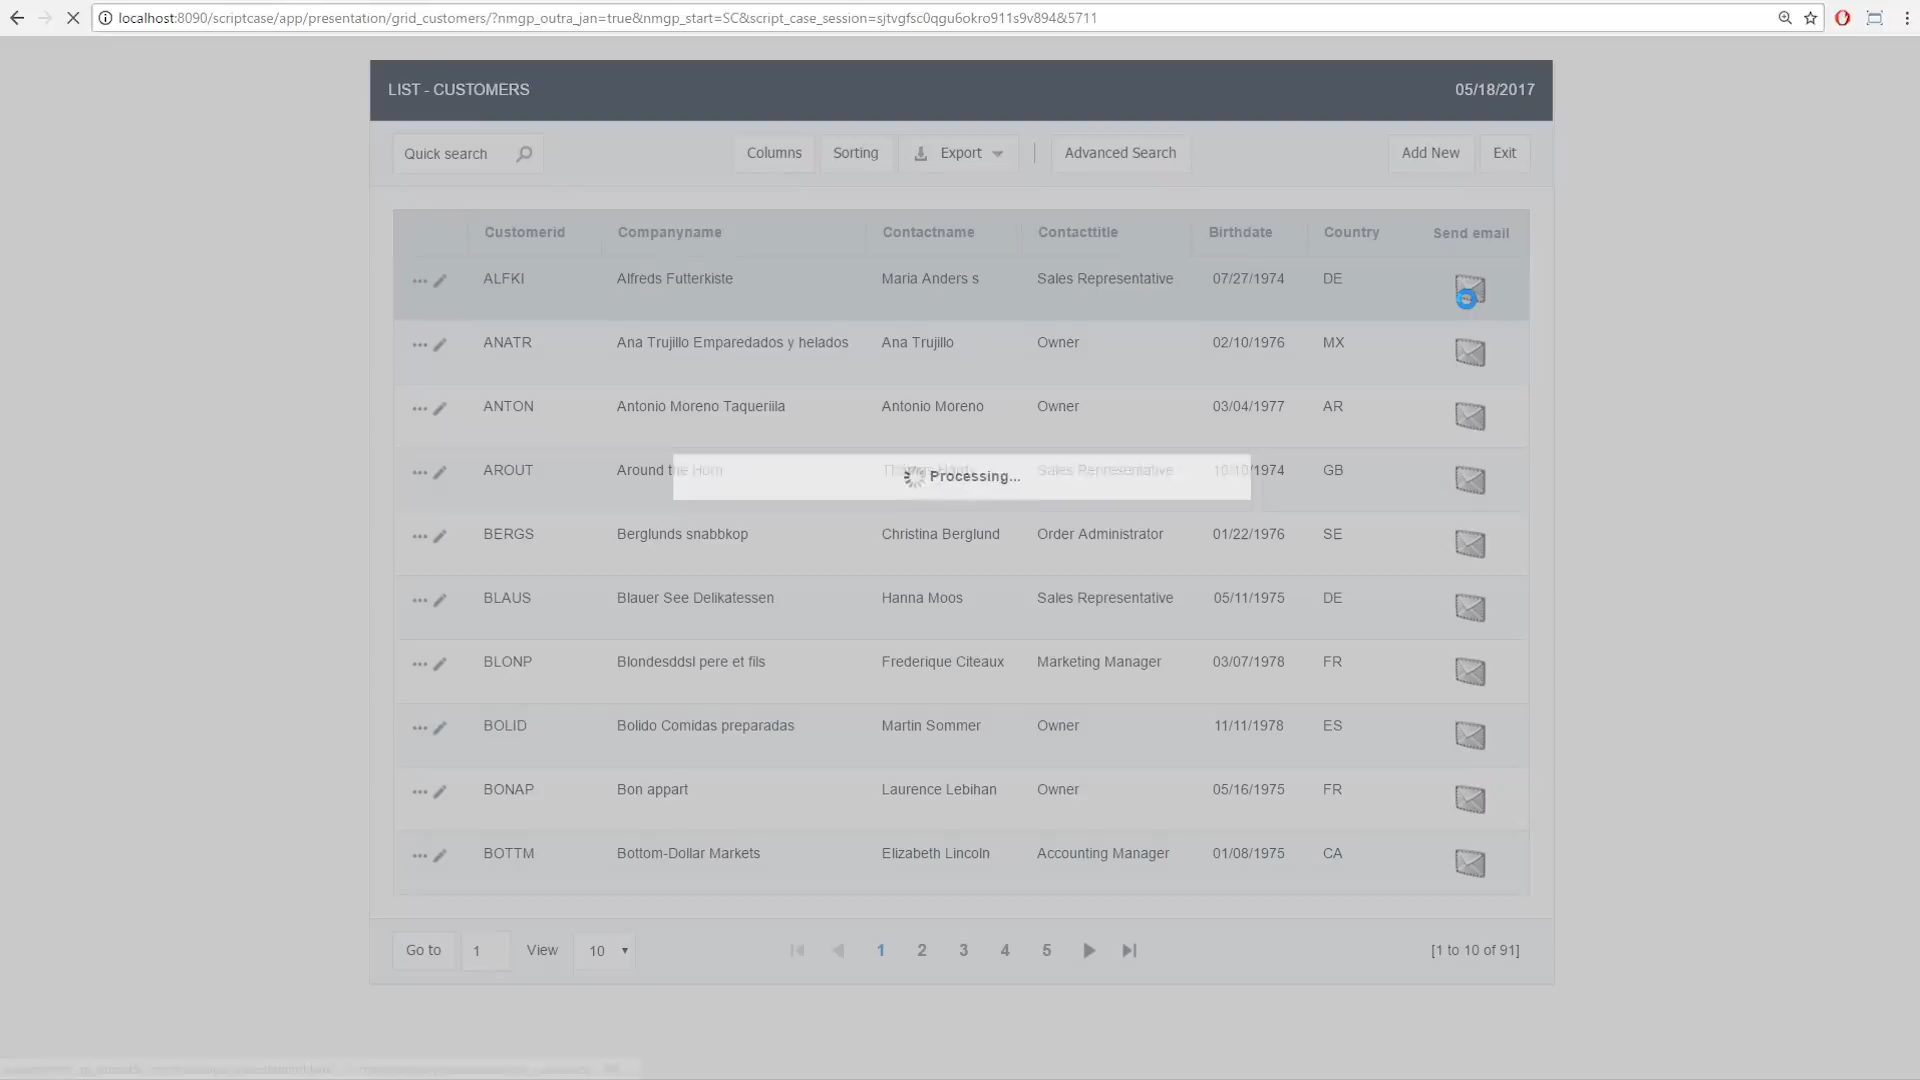 localhost:8090/scriptcase/app/presentation/grid_customers/?nmgp_outra_jan=true&nmgp_start=SC&script_case_session=sjtvgfsc0qgu6okro911s9v894&5711
LIST - CUSTOMERS 05/18/2017
Quick search Columns Sorting Export Advanced Search Add New Exit
Customerid Companyname Contactname Contacttitle Birthdate Country Send email
ALFKI Alfreds Futterkiste Maria Anders s Sales Representative 07/27/1974 DE
ANATR Ana Trujillo Emparedados y helados Ana Trujillo Owner 02/10/1976 MX
ANTON Antonio Moreno Taqueriila Antonio Moreno Owner 03/04/1977 AR
AROUT Around the Horn Sales Representative 10/10/1974 GB
Processing...
BERGS Berglunds snabbkop Christina Berglund Order Administrator 01/22/1976 SE
BLAUS Blauer See Delikatessen Hanna Moos Sales Representative 05/11/1975 DE
BLONP Blondesddsl pere et fils Frederique Citeaux Marketing Manager 03/07/1978 FR
BOLID Bolido Comidas preparadas Martin Sommer Owner 11/11/1978 ES
BONAP Bon appart Laurence Lebihan Owner 05/16/1975 FR
BOTTM Bottom-Dollar Markets Elizabeth Lincoln Accounting Manager 01/08/1975 CA
Go to 1 View 10 1 2 3 4 5 [1 to 10 of 91]